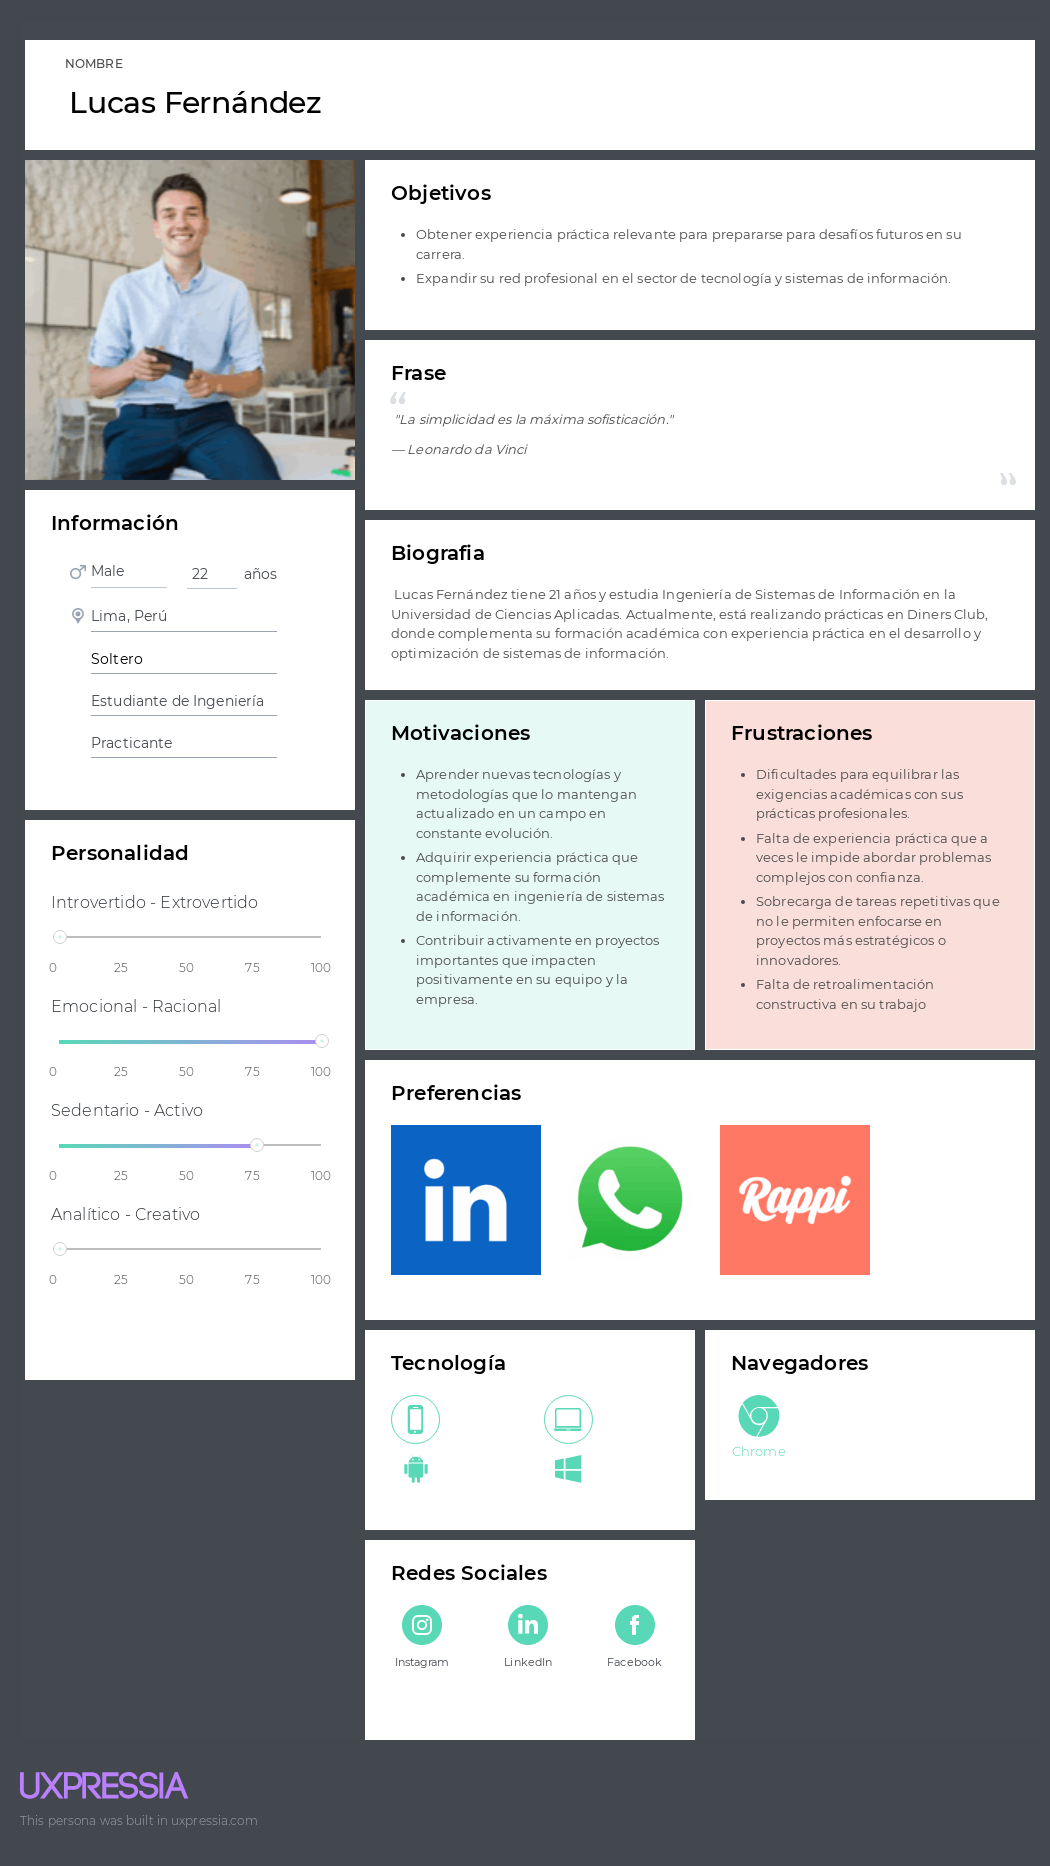 NOMBRE
Lucas Fernández
Objetivos
• Obtener experiencia práctica relevante para prepararse para desafíos futuros en su
carrera.
• Expandir su red profesional en el sector de tecnología y sistemas de información.
Frase
“
"La simplicidad es la máxima sofisticación."
— Leonardo da Vinci
”
Información
Male
22 años
Lima, Perú
Soltero
Estudiante de Ingeniería
Practicante
Biografia
Lucas Fernández tiene 21 años y estudia Ingeniería de Sistemas de Información en la
Universidad de Ciencias Aplicadas. Actualmente, está realizando prácticas en Diners Club,
donde complementa su formación académica con experiencia práctica en el desarrollo y
optimización de sistemas de información.
Personalidad
Introvertido - Extrovertido
0 25 50 75 100
Emocional - Racional
0 25 50 75 100
Sedentario - Activo
0 25 50 75 100
Analítico - Creativo
0 25 50 75 100
Motivaciones
• Aprender nuevas tecnologías y
metodologías que lo mantengan
actualizado en un campo en
constante evolución.
• Adquirir experiencia práctica que
complemente su formación
académica en ingeniería de sistemas
de información.
• Contribuir activamente en proyectos
importantes que impacten
positivamente en su equipo y la
empresa.
Frustraciones
• Dificultades para equilibrar las
exigencias académicas con sus
prácticas profesionales.
• Falta de experiencia práctica que a
veces le impide abordar problemas
complejos con confianza.
• Sobrecarga de tareas repetitivas que
no le permiten enfocarse en
proyectos más estratégicos o
innovadores.
• Falta de retroalimentación
constructiva en su trabajo
Preferencias
in
Rappi
Tecnología
Navegadores
Chrome
Redes Sociales
in
f
Instagram
LinkedIn
Facebook
UXPRESSIA
This persona was built in uxpressia.com